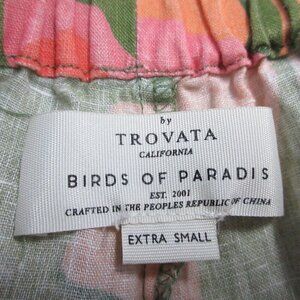 by
TROVATA
CALIFORNIA
BIRDS OF PARADIS
EST. 2001
CRAFTED IN THE PEOPLES REPUBLIC OF CHINA
EXTRA SMALL